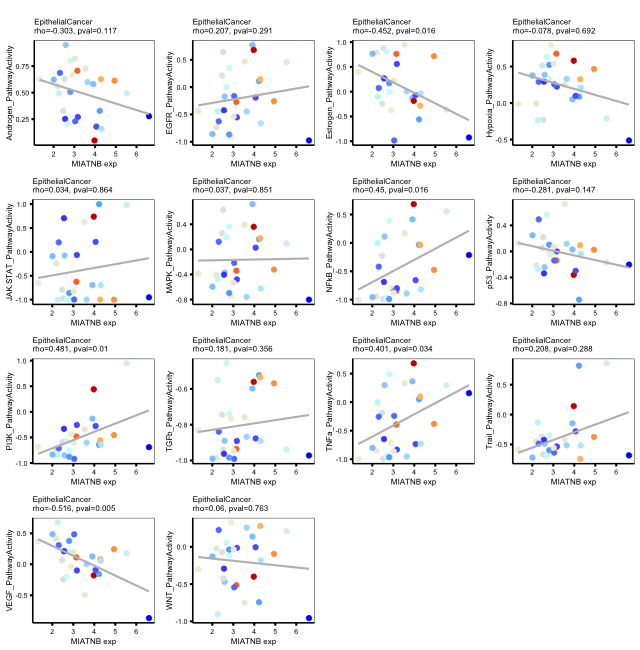 EpithelialCancer
rho=-0.303, pval=0.117
Androgen_PathwayActivity
0.75
0.50
0.25
2 3 4 5 6
MIATNB exp
EpithelialCancer
rho=0.207, pval=0.291
EGFR_PathwayActivity
0.5
0.0
-0.5
-1.0
2 3 4 5 6
MIATNB exp
EpithelialCancer
rho=-0.452, pval=0.016
Estrogen_PathwayActivity
1.0
0.5
0.0
-0.5
-1.0
2 3 4 5 6
MIATNB exp
EpithelialCancer
rho=-0.078, pval=0.692
Hypoxia_PathwayActivity
0.5
0.0
-0.5
2 3 4 5 6
MIATNB exp
EpithelialCancer
rho=0.034, pval=0.864
JAK-STAT_PathwayActivity
1.0
0.5
0.0
-0.5
-1.0
2 3 4 5 6
MIATNB exp
EpithelialCancer
rho=0.037, pval=0.851
MAPK_PathwayActivity
0.4
0.0
-0.4
-0.8
2 3 4 5 6
MIATNB exp
EpithelialCancer
rho=0.45, pval=0.016
NFkB_PathwayActivity
0.5
0.0
-0.5
-1.0
2 3 4 5 6
MIATNB exp
EpithelialCancer
rho=-0.281, pval=0.147
p53_PathwayActivity
0.4
0.0
-0.4
-0.8
2 3 4 5 6
MIATNB exp
EpithelialCancer
rho=0.481, pval=0.01
PI3K_PathwayActivity
1.0
0.5
0.0
-0.5
-1.0
2 3 4 5 6
MIATNB exp
EpithelialCancer
rho=0.181, pval=0.356
TGFb_PathwayActivity
-0.6
-0.8
-1.0
2 3 4 5 6
MIATNB exp
EpithelialCancer
rho=0.401, pval=0.034
TNFa_PathwayActivity
0.5
0.0
-0.5
-1.0
2 3 4 5 6
MIATNB exp
EpithelialCancer
rho=0.208, pval=0.288
Trail_PathwayActivity
0.5
0.0
-0.5
2 3 4 5 6
MIATNB exp
EpithelialCancer
rho=-0.516, pval=0.005
VEGF_PathwayActivity
0.5
0.0
-0.5
2 3 4 5 6
MIATNB exp
EpithelialCancer
rho=0.06, pval=0.763
WNT_PathwayActivity
0.0
-0.5
-1.0
2 3 4 5 6
MIATNB exp